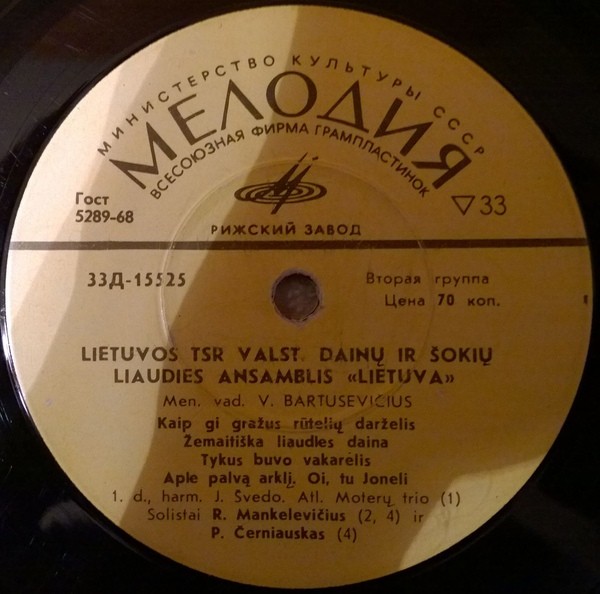 МИНИСТЕРСТВО КУЛЬТУРЫ СССР
МЕЛОДИЯ
ВСЕСОЮЗНАЯ ФИРМА ГРАМПЛАСТИНОК
Гост
5289-68
33
РИЖСКИЙ ЗАВОД
33Д-15525
Вторая группа
Цена 70 коп.
LIETUVOS TSR VALST. DAINŲ IR ŠOKIŲ
LIAUDIES ANSAMBLIS «LIETUVA»
Men. vad. V. BARTUSEVIČIUS
Kaip gi gražus rūtelių darželis
Žemaitiška liaudies daina
Tykus buvo vakarėlis
Apie palvą arklį. Oi, tu Joneli
1. d., harm. J. Švedo. Atl. Moterų trio (1)
Solistai R. Mankelevičius (2, 4) ir
P. Černiauskas (4)